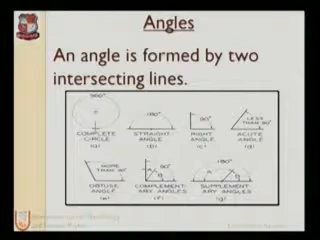 Angles
An angle is formed by two
intersecting lines.
360°
COMPLETE
CIRCLE
(a)
180°
STRAIGHT
ANGLE
(b)
90°
RIGHT
ANGLE
(c)
LESS
THAN 90°
ACUTE
ANGLE
(d)
MORE
THAN 90°
OBTUSE
ANGLE
(e)
90°
A
B
COMPLEMENT-
ARY ANGLES
(f)
180°
A
B
SUPPLEMENT
ARY ANGLES
(g)